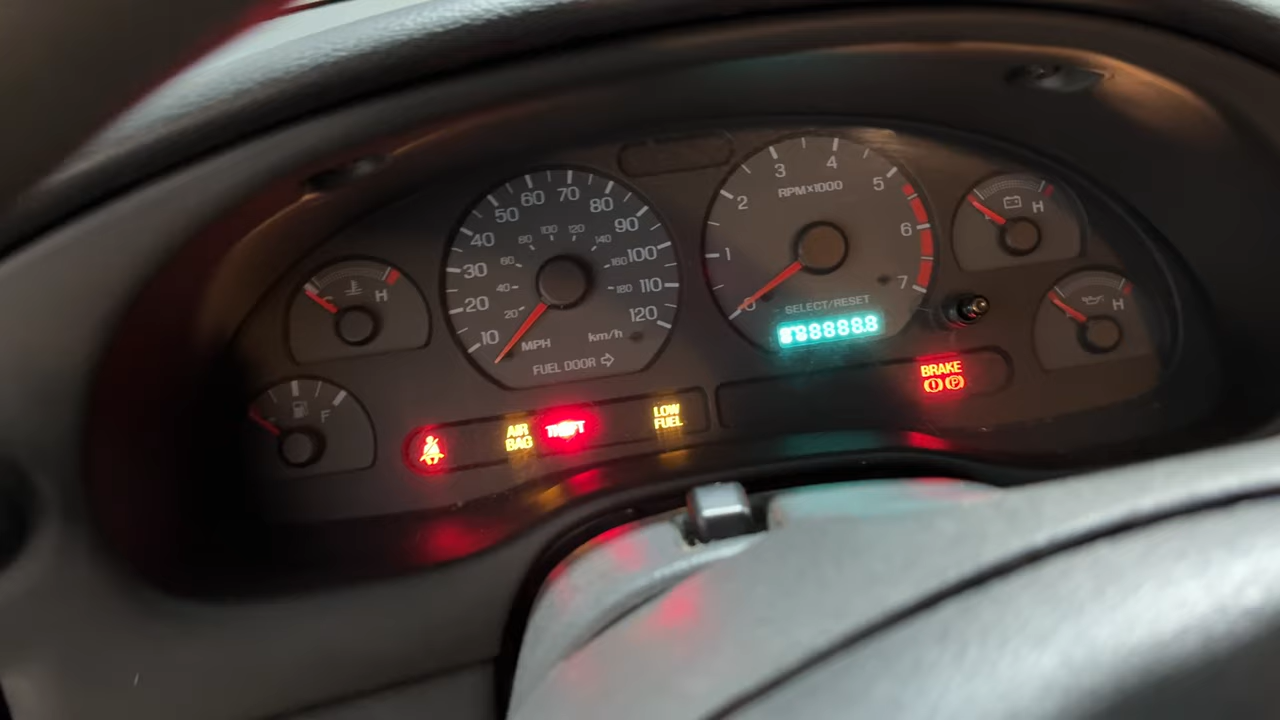 10
20
30
40
50
60
70
80
90
100
110
120
20
40
60
80
100
120
140
160
180
MPH
km/h
FUEL DOOR
0
1
2
3
4
5
6
7
RPM×1000
SELECT/RESET
888888
H
H
C H
F
AIR
BAG
THEFT
LOW
FUEL
BRAKE
(P)